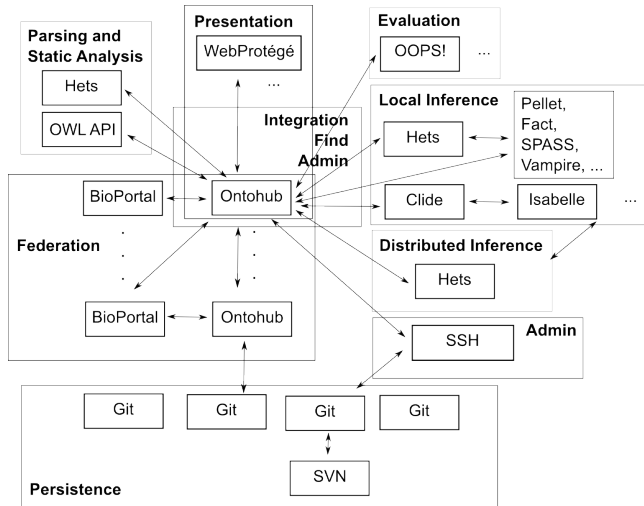 Parsing and
Static Analysis
Hets
OWL API
Presentation
WebProtégé
...
Evaluation
OOPS!
...
Integration
Find
Admin
Local Inference
Hets
Pellet,
Fact,
SPASS,
Vampire, ...
Clide
Isabelle
...
BioPortal
Ontohub
Federation
.
.
.
.
.
.
BioPortal
Ontohub
Distributed Inference
Hets
Admin
SSH
Git
Git
Git
Git
SVN
Persistence